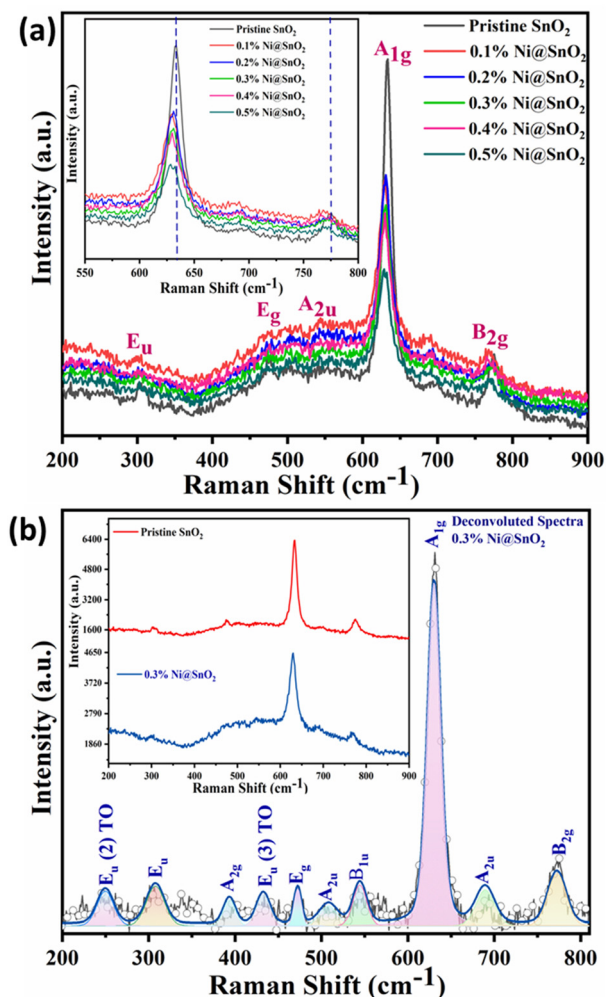 (a)
Pristine SnO₂
0.1% Ni@SnO₂
0.2% Ni@SnO₂
0.3% Ni@SnO₂
0.4% Ni@SnO₂
0.5% Ni@SnO₂
Intensity (a.u.)
550 600 650 700 750 800
Raman Shift (cm⁻¹)
A₁g
Pristine SnO₂
0.1% Ni@SnO₂
0.2% Ni@SnO₂
0.3% Ni@SnO₂
0.4% Ni@SnO₂
0.5% Ni@SnO₂
Intensity (a.u.)
Eᵤ
E_g
A₂ᵤ
B₂g
200 300 400 500 600 700 800 900
Raman Shift (cm⁻¹)
(b)
Deconvoluted Spectra
0.3% Ni@SnO₂
Pristine SnO₂
0.3% Ni@SnO₂
6400
4800
3200
1600
4650
3720
2790
1860
Intensity (a.u.)
200 300 400 500 600 700 800 900
Raman Shift (cm⁻¹)
Intensity (a.u.)
Eᵤ (2) TO
Eᵤ
A₂g
Eᵤ (3) TO
E_g
A₂ᵤ
B₁ᵤ
A₁g
A₂ᵤ
B₂g
200 300 400 500 600 700 800
Raman Shift (cm⁻¹)